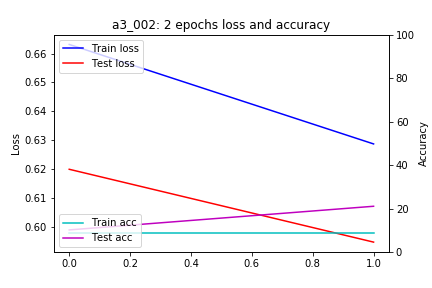 a3_002: 2 epochs loss and accuracy
Train loss
Test loss
Train acc
Test acc
Loss
0.66
0.65
0.64
0.63
0.62
0.61
0.60
Accuracy
100
80
60
40
20
0
0.0 0.2 0.4 0.6 0.8 1.0